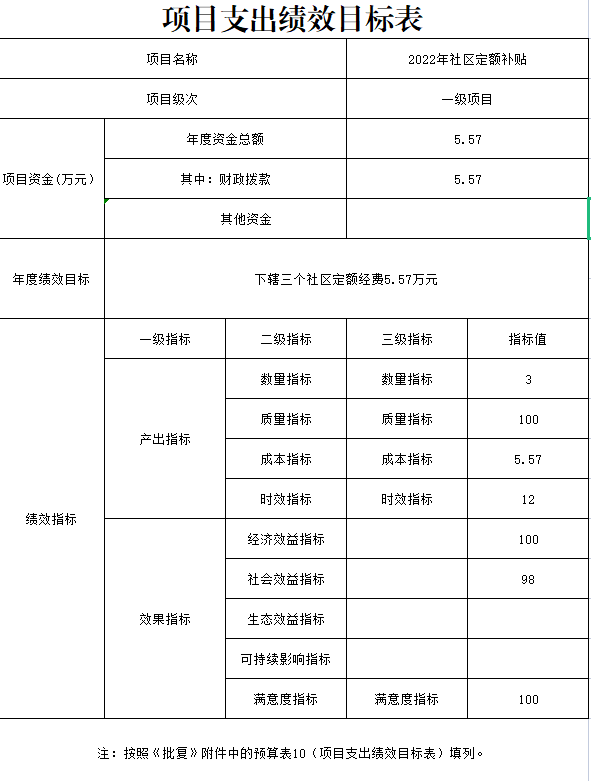 项目支出绩效目标表
项目名称 2022年社区定额补贴
项目级次 一级项目
项目资金(万元) 年度资金总额 5.57
其中：财政拨款 5.57
其他资金
年度绩效目标 下辖三个社区定额经费5.57万元
绩效指标 一级指标 二级指标 三级指标 指标值
产出指标 数量指标 数量指标 3
质量指标 质量指标 100
成本指标 成本指标 5.57
时效指标 时效指标 12
效果指标 经济效益指标 100
社会效益指标 98
生态效益指标
可持续影响指标
满意度指标 满意度指标 100
注：按照《批复》附件中的预算表10（项目支出绩效目标表）填列。